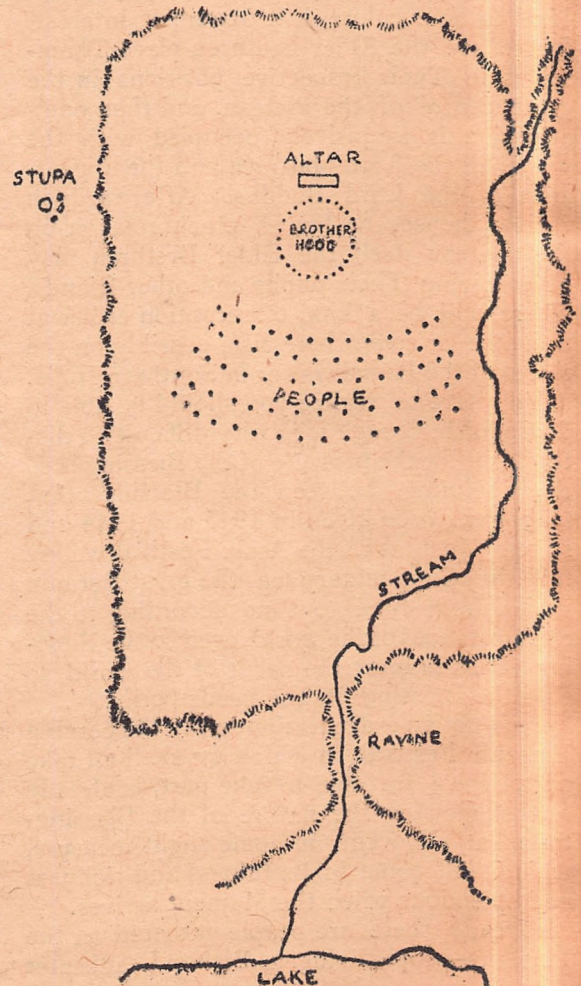 ALTAR
STUPA
BROTHER
HOOD
PEOPLE
STREAM
RAVINE
LAKE